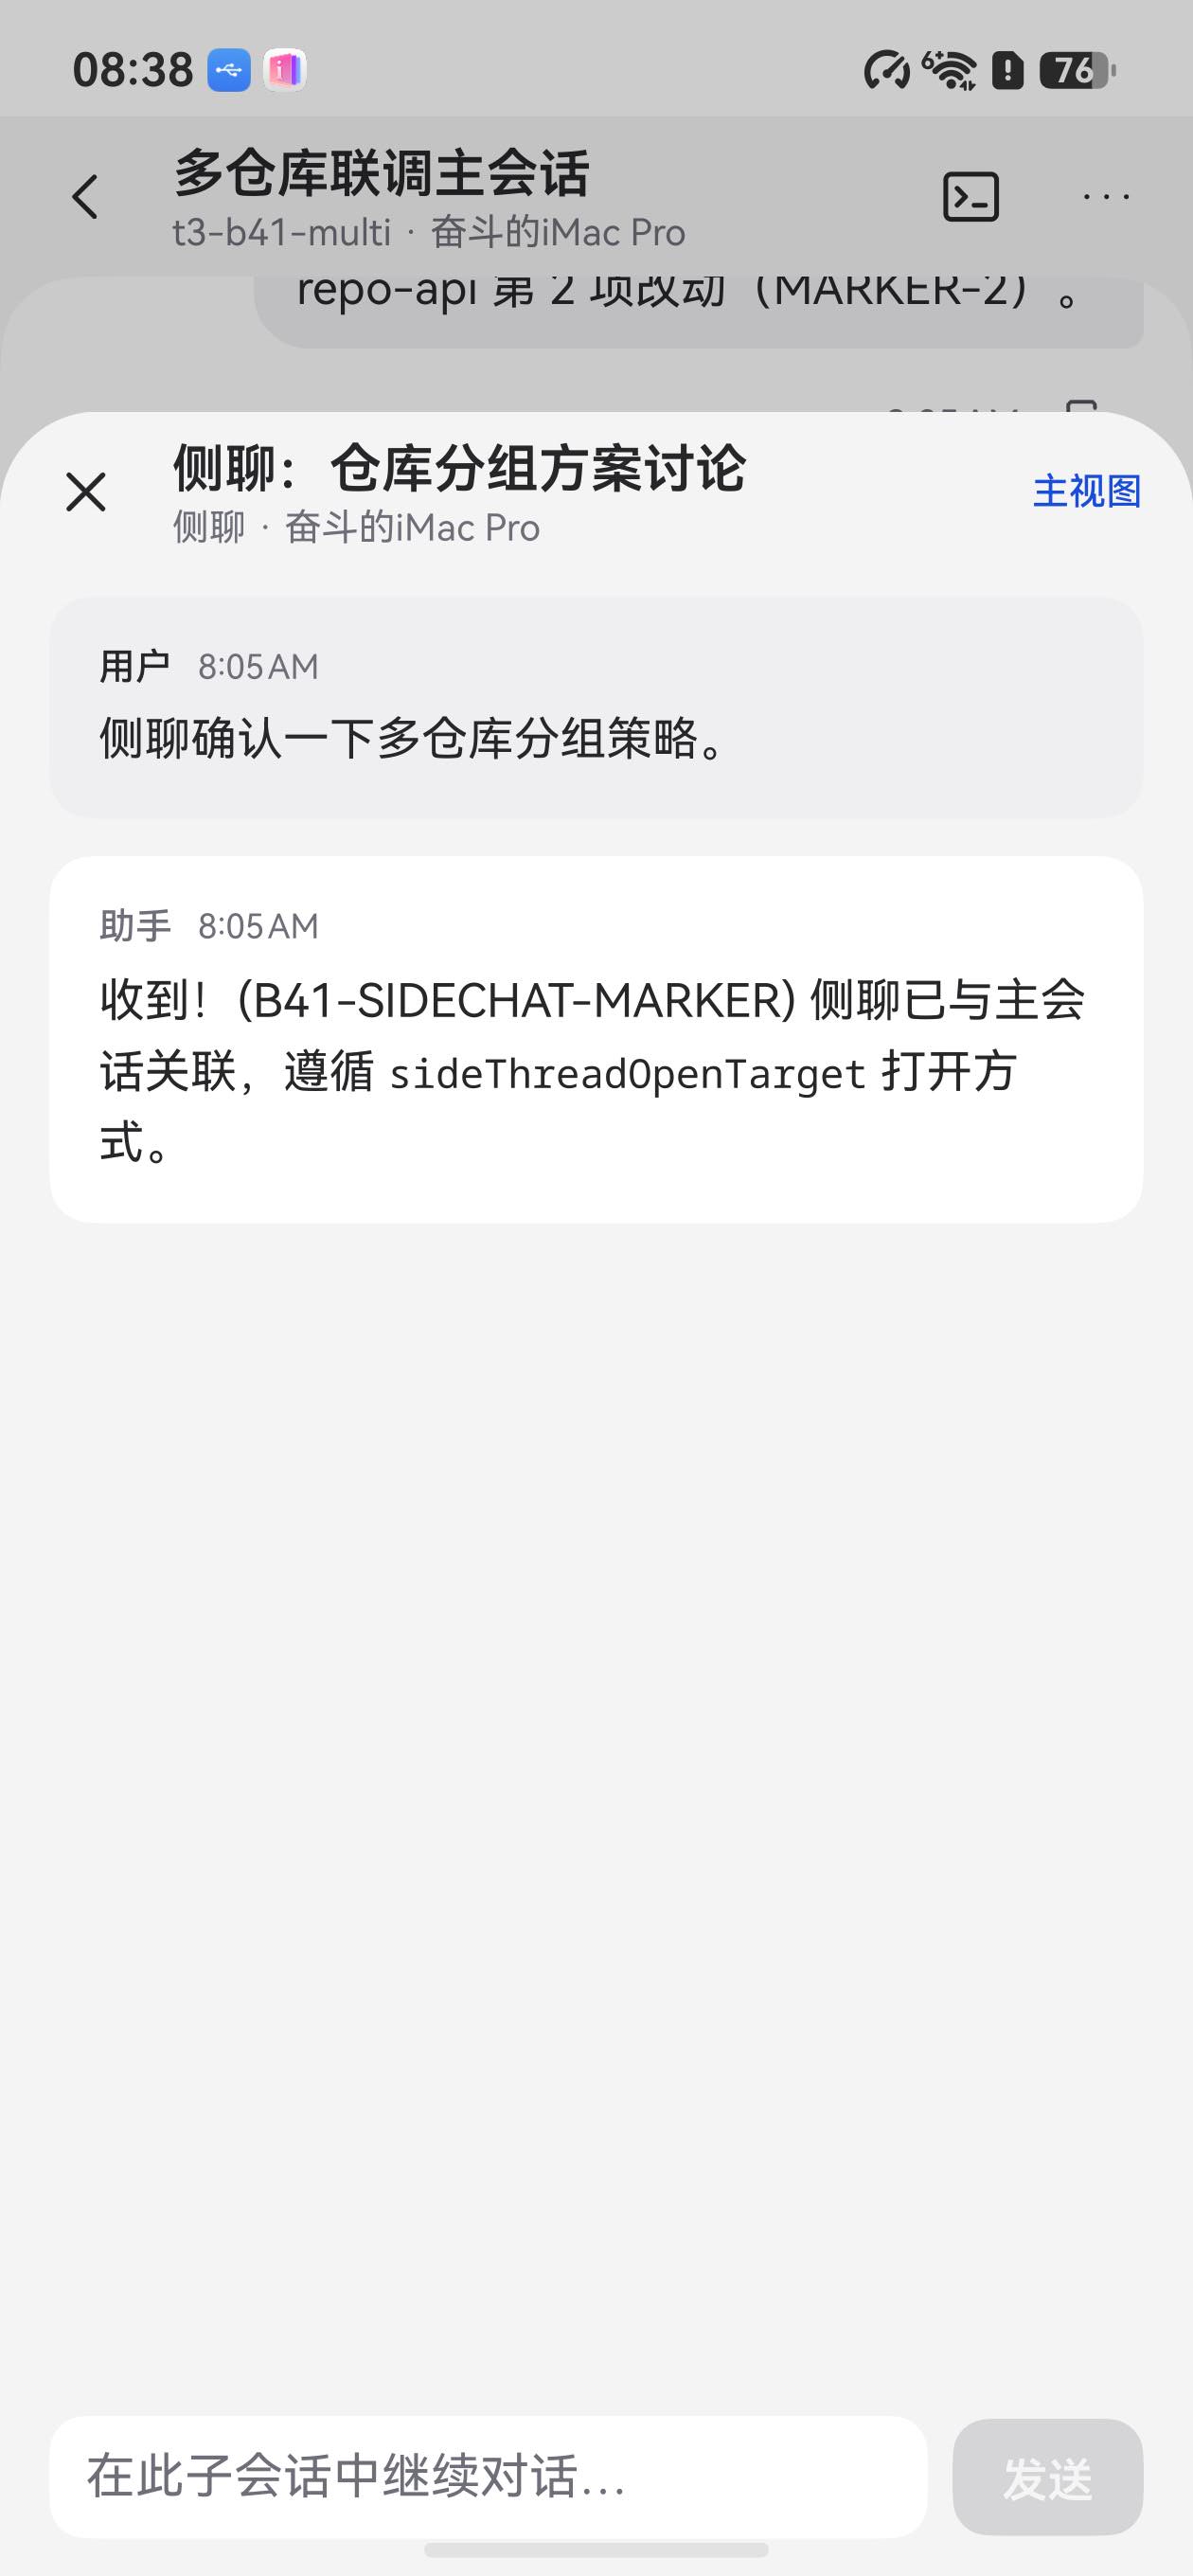 08:38
6+
76
多仓库联调主会话
t3-b41-multi · 奋斗的iMac Pro
repo-api 第 2 项改动（MARKER-2）。
侧聊：仓库分组方案讨论
侧聊 · 奋斗的iMac Pro
主视图
用户 8:05 AM
侧聊确认一下多仓库分组策略。
助手 8:05 AM
收到！(B41-SIDECHAT-MARKER) 侧聊已与主会
话关联，遵循 sideThreadOpenTarget 打开方
式。
在此子会话中继续对话...
发送